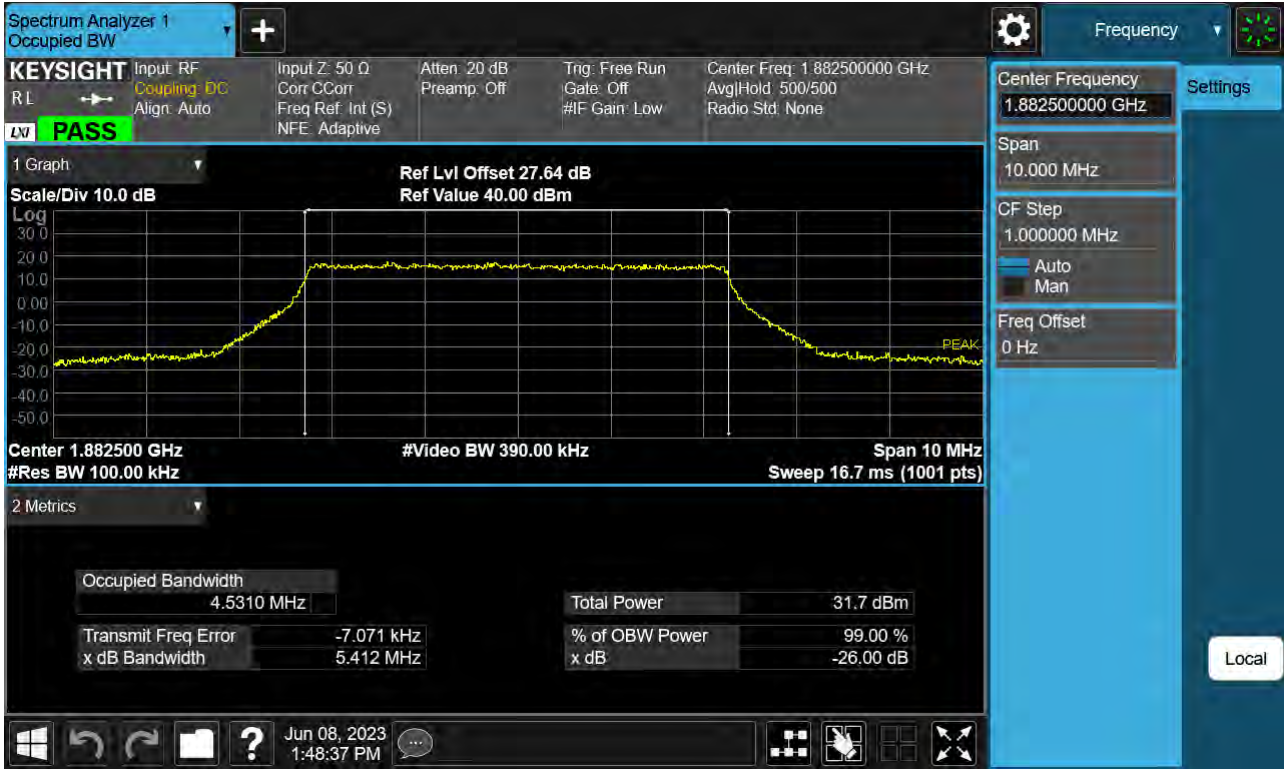 Spectrum Analyzer 1
Occupied BW
Frequency
KEYSIGHT
RL
LXI
PASS
Input: RF
Coupling: DC
Align: Auto
Input Z: 50 Ω
Corr CCorr
Freq Ref: Int (S)
NFE: Adaptive
Atten: 20 dB
Preamp: Off
Trig: Free Run
Gate: Off
#IF Gain: Low
Center Freq: 1.882500000 GHz
Avg|Hold: 500/500
Radio Std: None
1 Graph
Scale/Div 10.0 dB
Ref Lvl Offset 27.64 dB
Ref Value 40.00 dBm
Log
30.0
20.0
10.0
0.00
-10.0
-20.0
-30.0
-40.0
-50.0
PEAK
Center 1.882500 GHz
#Res BW 100.00 kHz
#Video BW 390.00 kHz
Span 10 MHz
Sweep 16.7 ms (1001 pts)
2 Metrics
Occupied Bandwidth
4.5310 MHz
Transmit Freq Error -7.071 kHz
x dB Bandwidth 5.412 MHz
Total Power 31.7 dBm
% of OBW Power 99.00 %
x dB -26.00 dB
Center Frequency
1.882500000 GHz
Span
10.000 MHz
CF Step
1.000000 MHz
Auto
Man
Freq Offset
0 Hz
Settings
Local
?
Jun 08, 2023
1:48:37 PM